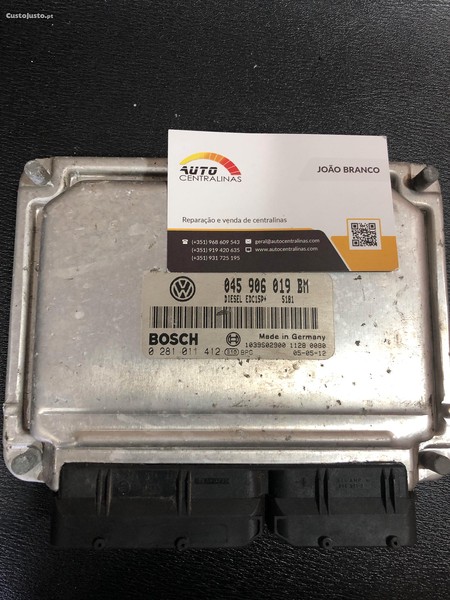 CustoJusto.pt
AUTO
CENTRALINAS
JOÃO BRANCO
Reparação e venda de centralinas
(+351) 968 609 543
(+351) 919 420 635
(+351) 931 725 195
geral@autocentralinas.com
www.autocentralinas.com
045 906 019 BM
DIESEL EDC15P+ 5181
BOSCH
Made in Germany
1039S02900 1128 0080
0 281 011 412
05-05-12